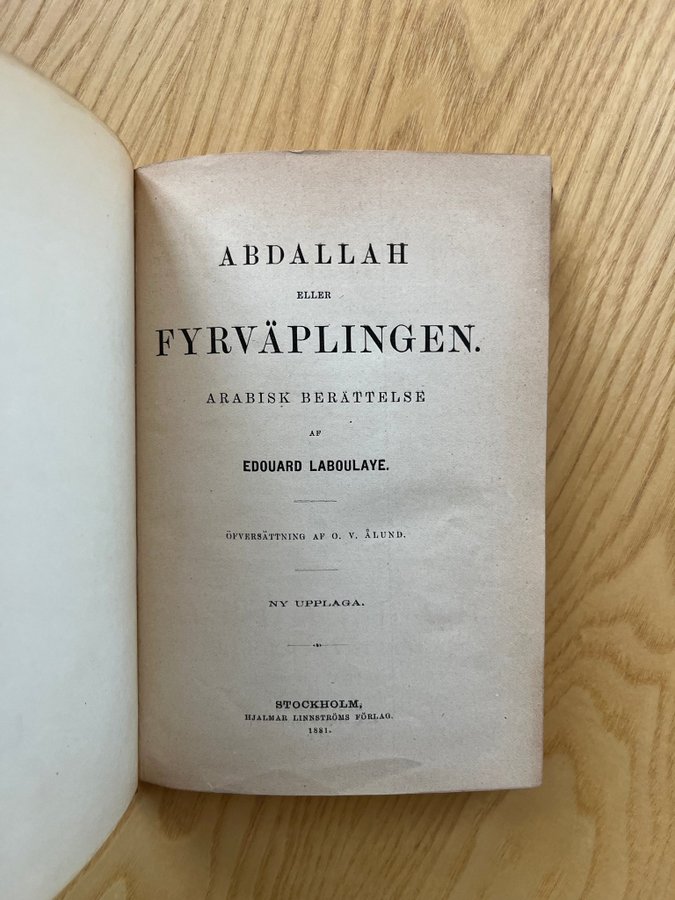 ABDALLAH
ELLER
FYRVÄPLINGEN.
ARABISK BERÄTTELSE
AF
EDOUARD LABOULAYE.
ÖFVERSÄTTNING AF O. V. ÅLUND.
NY UPPLAGA.
STOCKHOLM,
HJALMAR LINNSTRÖMS FÖRLAG.
1881.